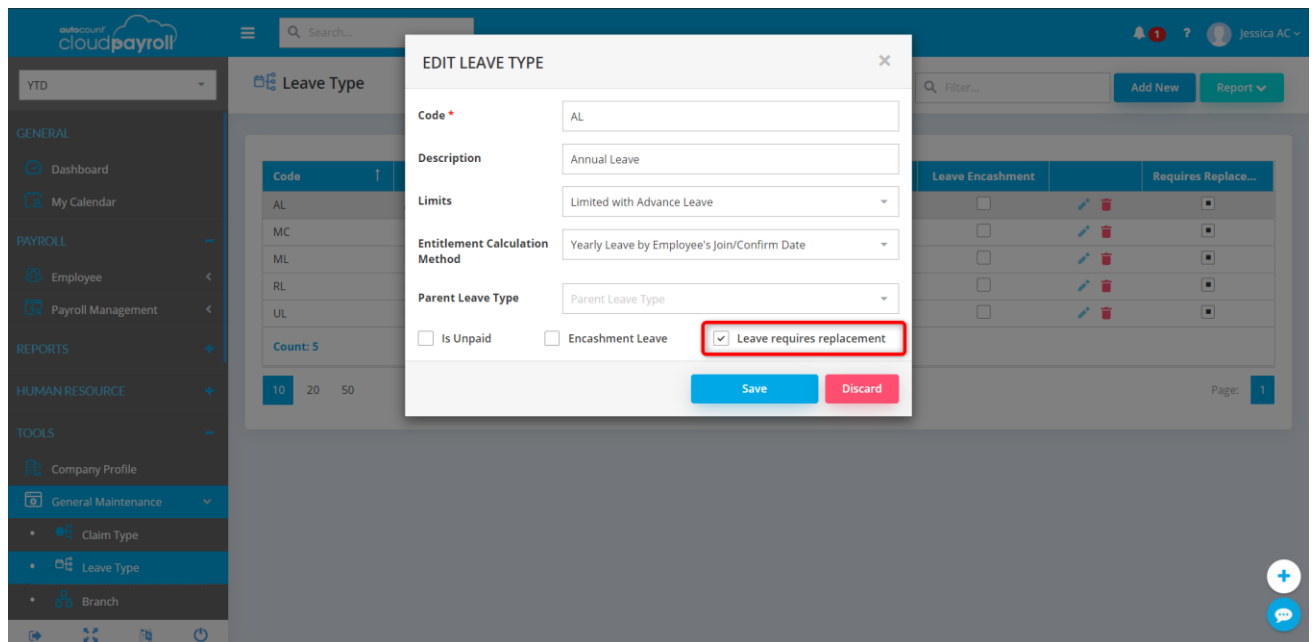 autocount
cloudpayroll
Search...
1
?
Jessica AC
YTD
Leave Type
Filter...
Add New
Report
GENERAL
Dashboard
My Calendar
PAYROLL
Employee
Payroll Management
REPORTS
HUMAN RESOURCE
TOOLS
Company Profile
General Maintenance
Claim Type
Leave Type
Branch
Code
Leave Encashment
Requires Replace...
AL
MC
ML
RL
UL
Count: 5
10 20 50
Page: 1
EDIT LEAVE TYPE
Code *
AL
Description
Annual Leave
Limits
Limited with Advance Leave
Entitlement Calculation
Method
Yearly Leave by Employee's Join/Confirm Date
Parent Leave Type
Parent Leave Type
Is Unpaid
Encashment Leave
Leave requires replacement
Save
Discard